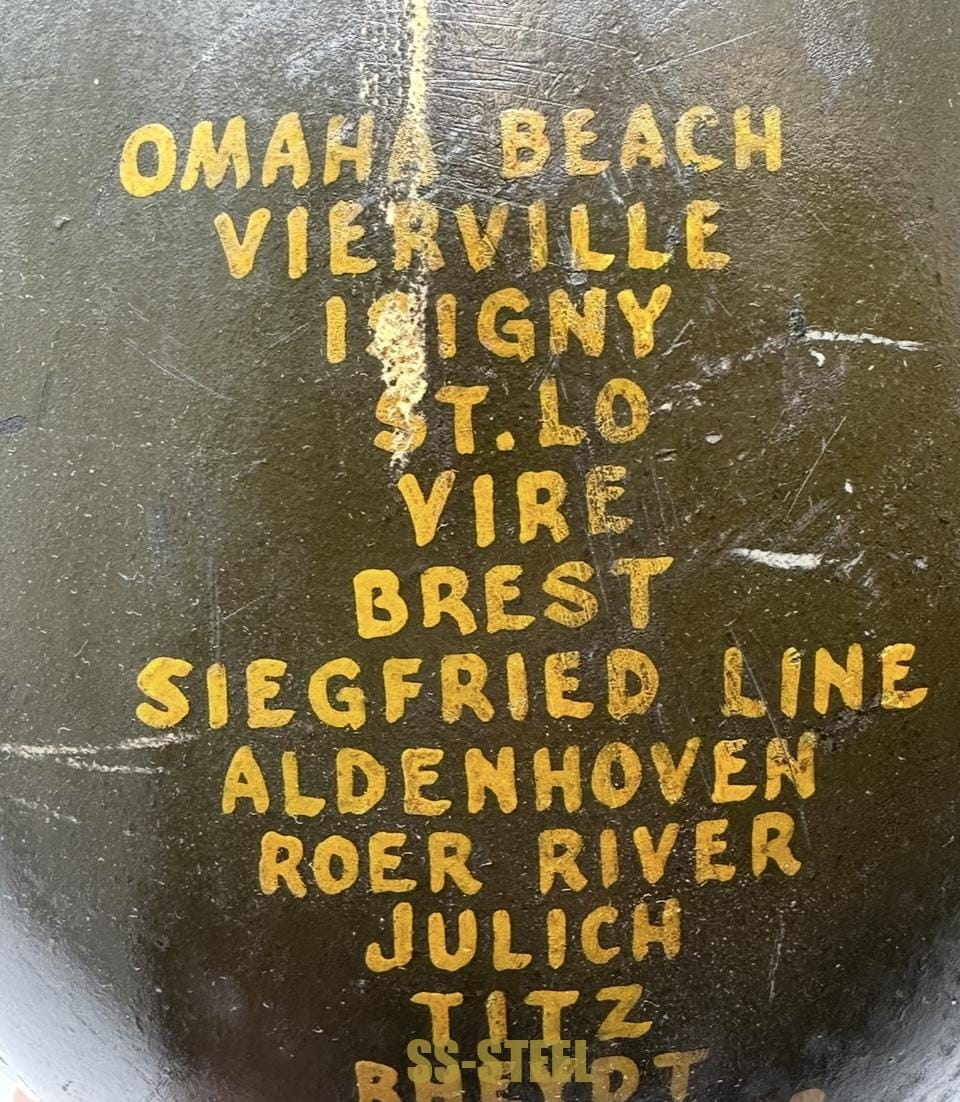 OMAHA BEACH
VIERVILLE
ISIGNY
ST. LO
VIRE
BREST
SIEGFRIED LINE
ALDENHOVEN
ROER RIVER
JULICH
TITZ
SS-STEEL